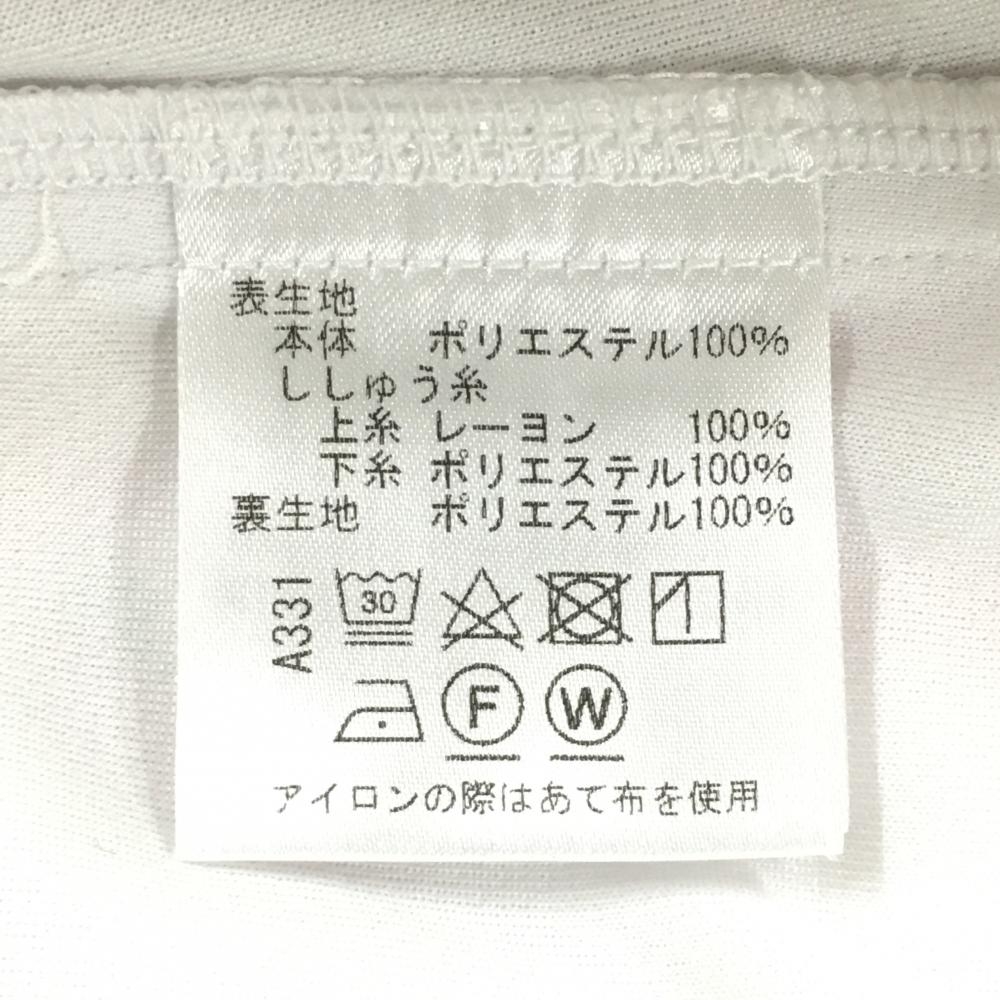 表生地
本体 ポリエステル100%
ししゅう糸
上糸 レーヨン 100%
下糸 ポリエステル100%
裏生地 ポリエステル100%
A331
30
F W
アイロンの際はあて布を使用